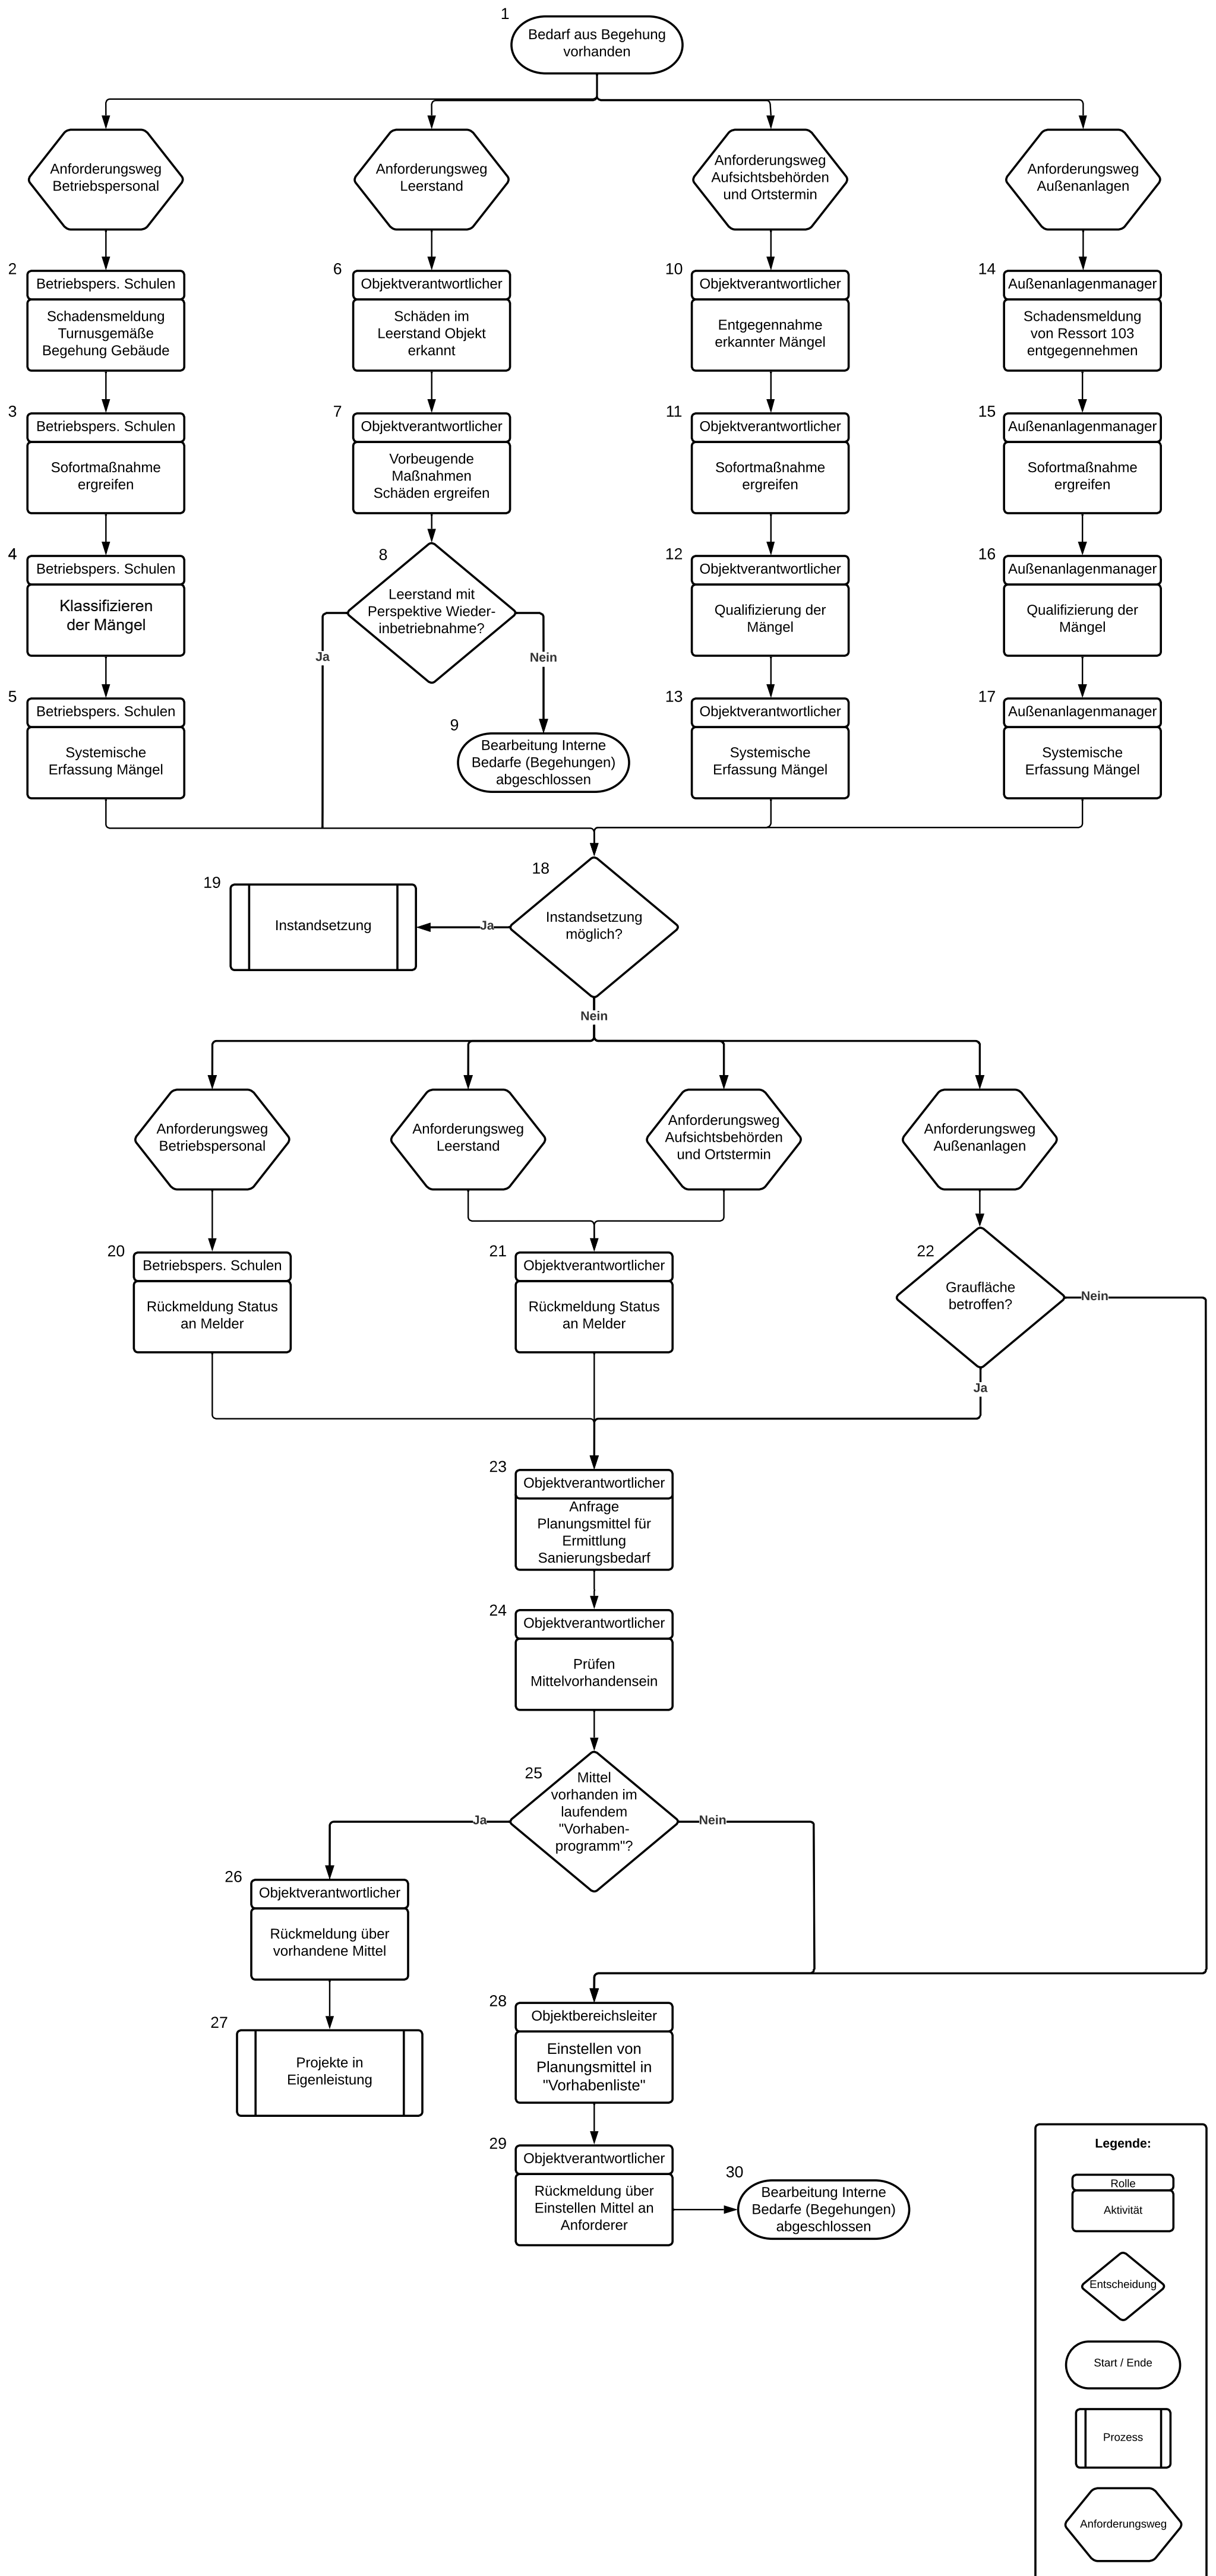 1
Bedarf aus Begehung
vorhanden
Anforderungsweg
Betriebspersonal
Anforderungsweg
Leerstand
Anforderungsweg
Aufsichtsbehörden
und Ortstermin
Anforderungsweg
Außenanlagen
2
Betriebspers. Schulen
Schadensmeldung
Turnusgemäße
Begehung Gebäude
6
Objektverantwortlicher
Schäden im
Leerstand Objekt
erkannt
10
Objektverantwortlicher
Entgegennahme
erkannter Mängel
14
Außenanlagenmanager
Schadensmeldung
von Ressort 103
entgegennehmen
3
Betriebspers. Schulen
Sofortmaßnahme
ergreifen
7
Objektverantwortlicher
Vorbeugende
Maßnahmen
Schäden ergreifen
11
Objektverantwortlicher
Sofortmaßnahme
ergreifen
15
Außenanlagenmanager
Sofortmaßnahme
ergreifen
4
Betriebspers. Schulen
Klassifizieren
der Mängel
8
Leerstand mit
Perspektive Wieder-
inbetriebnahme?
Ja
Nein
12
Objektverantwortlicher
Qualifizierung der
Mängel
16
Außenanlagenmanager
Qualifizierung der
Mängel
5
Betriebspers. Schulen
Systemische
Erfassung Mängel
9
Bearbeitung Interne
Bedarfe (Begehungen)
abgeschlossen
13
Objektverantwortlicher
Systemische
Erfassung Mängel
17
Außenanlagenmanager
Systemische
Erfassung Mängel
18
Instandsetzung
möglich?
Ja
19
Instandsetzung
Nein
Anforderungsweg
Betriebspersonal
Anforderungsweg
Leerstand
Anforderungsweg
Aufsichtsbehörden
und Ortstermin
Anforderungsweg
Außenanlagen
20
Betriebspers. Schulen
Rückmeldung Status
an Melder
21
Objektverantwortlicher
Rückmeldung Status
an Melder
22
Graufläche
betroffen?
Nein
Ja
23
Objektverantwortlicher
Anfrage
Planungsmittel für
Ermittlung
Sanierungsbedarf
24
Objektverantwortlicher
Prüfen
Mittelvorhandensein
25
Mittel
vorhanden im
laufendem
"Vorhaben-
programm"?
Ja
Nein
26
Objektverantwortlicher
Rückmeldung über
vorhandene Mittel
27
Projekte in
Eigenleistung
28
Objektbereichsleiter
Einstellen von
Planungsmittel in
"Vorhabenliste"
29
Objektverantwortlicher
Rückmeldung über
Einstellen Mittel an
Anforderer
30
Bearbeitung Interne
Bedarfe (Begehungen)
abgeschlossen
Legende:
Rolle
Aktivität
Entscheidung
Start / Ende
Prozess
Anforderungsweg